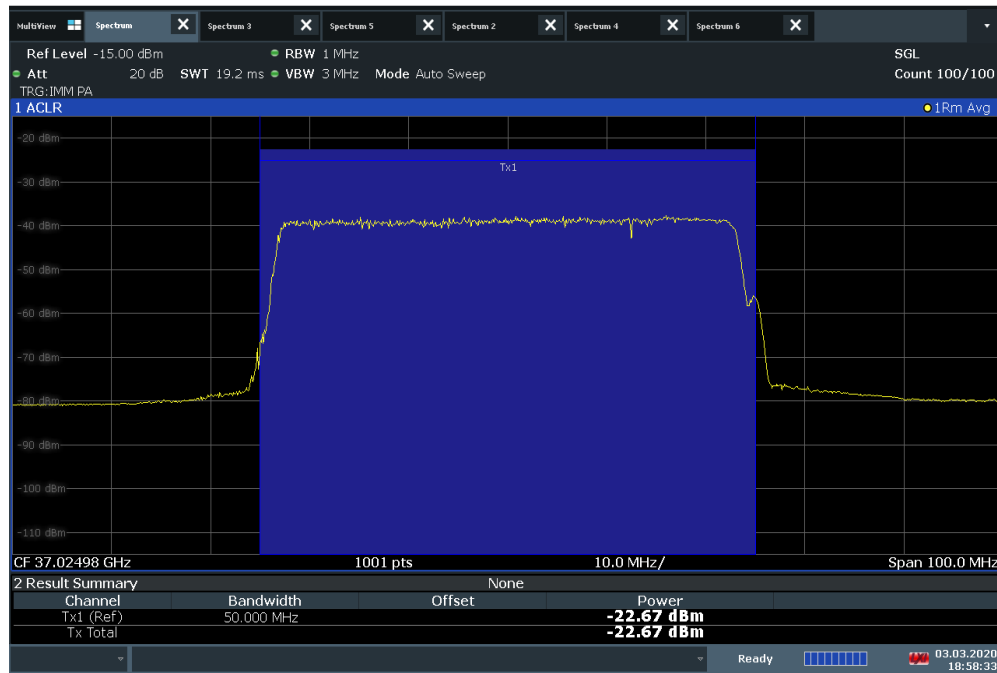 MultiView Spectrum X Spectrum 3 X Spectrum 5 X Spectrum 2 X Spectrum 4 X Spectrum 6 X
Ref Level -15.00 dBm RBW 1 MHz SGL
Att 20 dB SWT 19.2 ms VBW 3 MHz Mode Auto Sweep Count 100/100
TRG:IMM PA
1 ACLR 1Rm Avg
-20 dBm
Tx1
-30 dBm
-40 dBm
-50 dBm
-60 dBm
-70 dBm
-80 dBm
-90 dBm
-100 dBm
-110 dBm
CF 37.02498 GHz 1001 pts 10.0 MHz/ Span 100.0 MHz
2 Result Summary None
Channel Bandwidth Offset Power
Tx1 (Ref) 50.000 MHz -22.67 dBm
Tx Total -22.67 dBm
Ready 03.03.2020
18:58:33